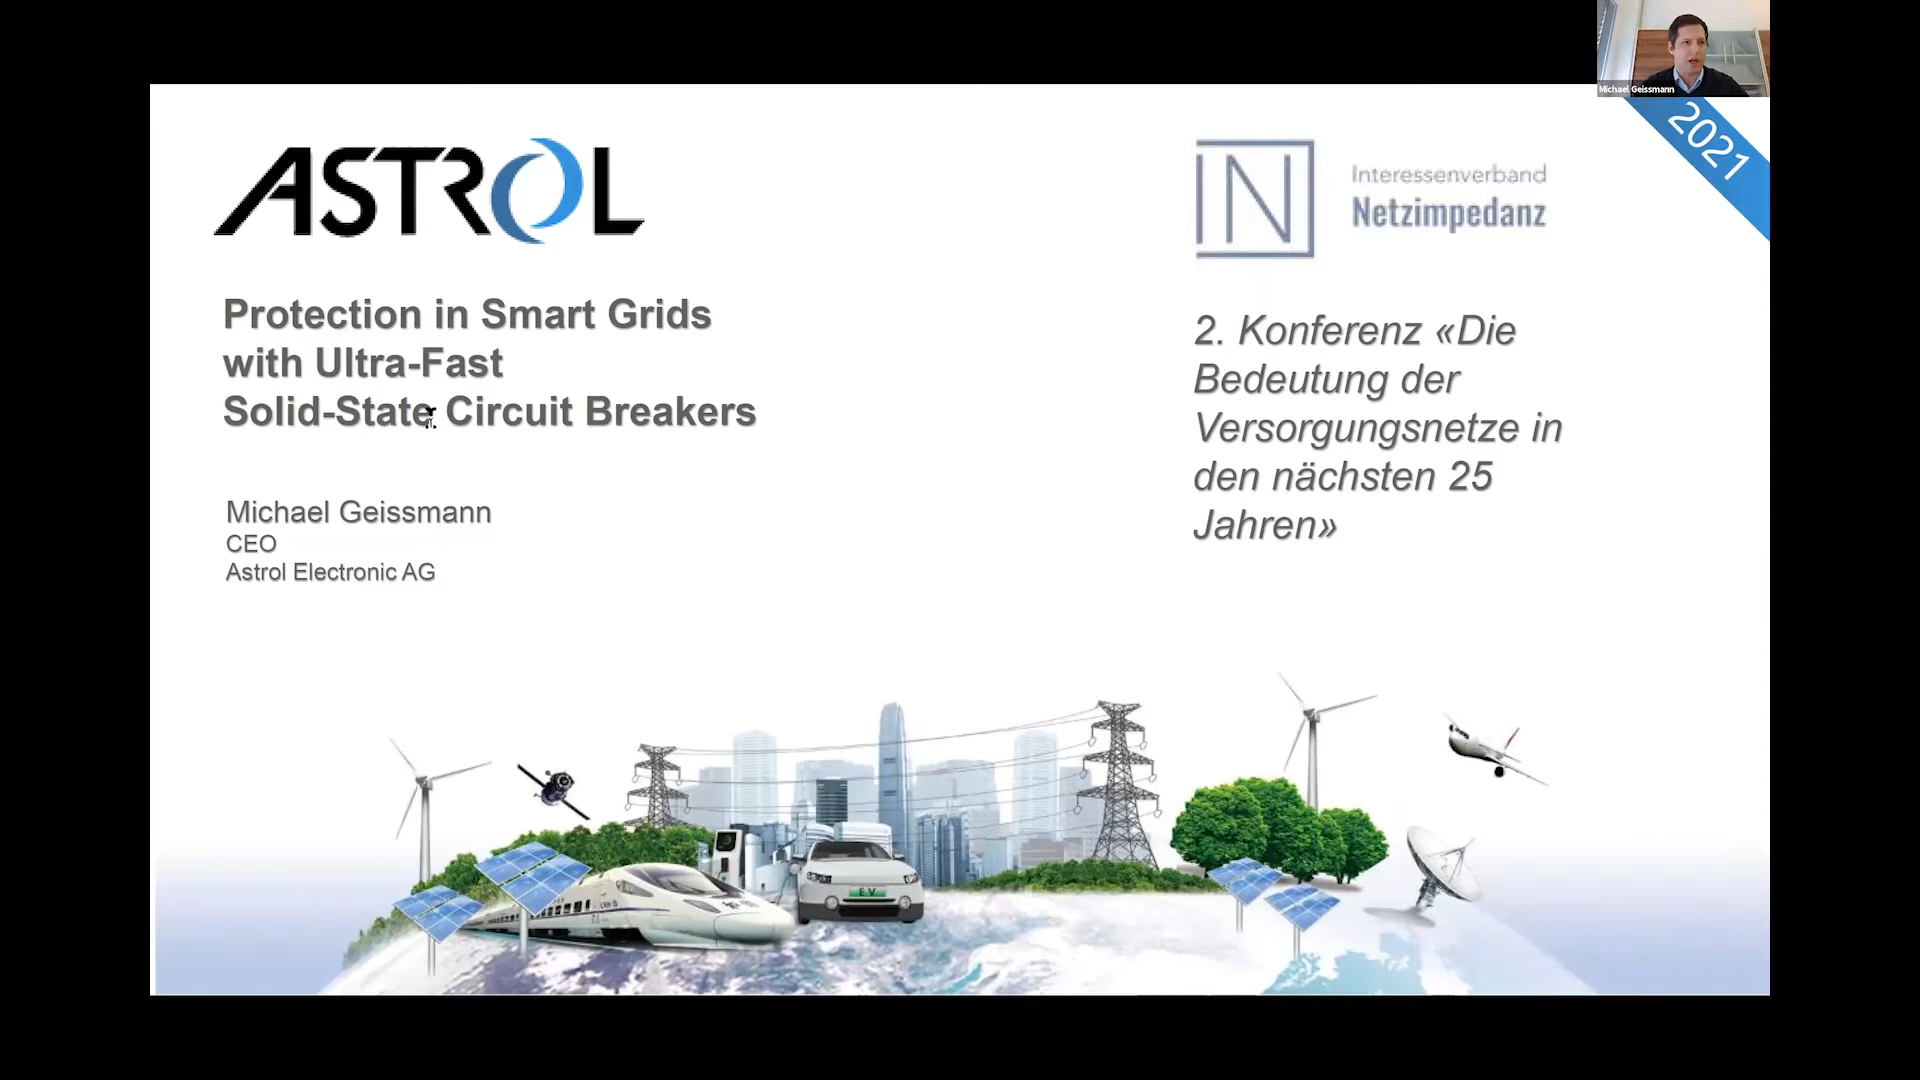 Michael Geissmann
2021
ASTROL
IN
Interessenverband
Netzimpedanz
Protection in Smart Grids
with Ultra-Fast
Solid-State Circuit Breakers
Michael Geissmann
CEO
Astrol Electronic AG
2. Konferenz «Die
Bedeutung der
Versorgungsnetze in
den nächsten 25
Jahren»
EV